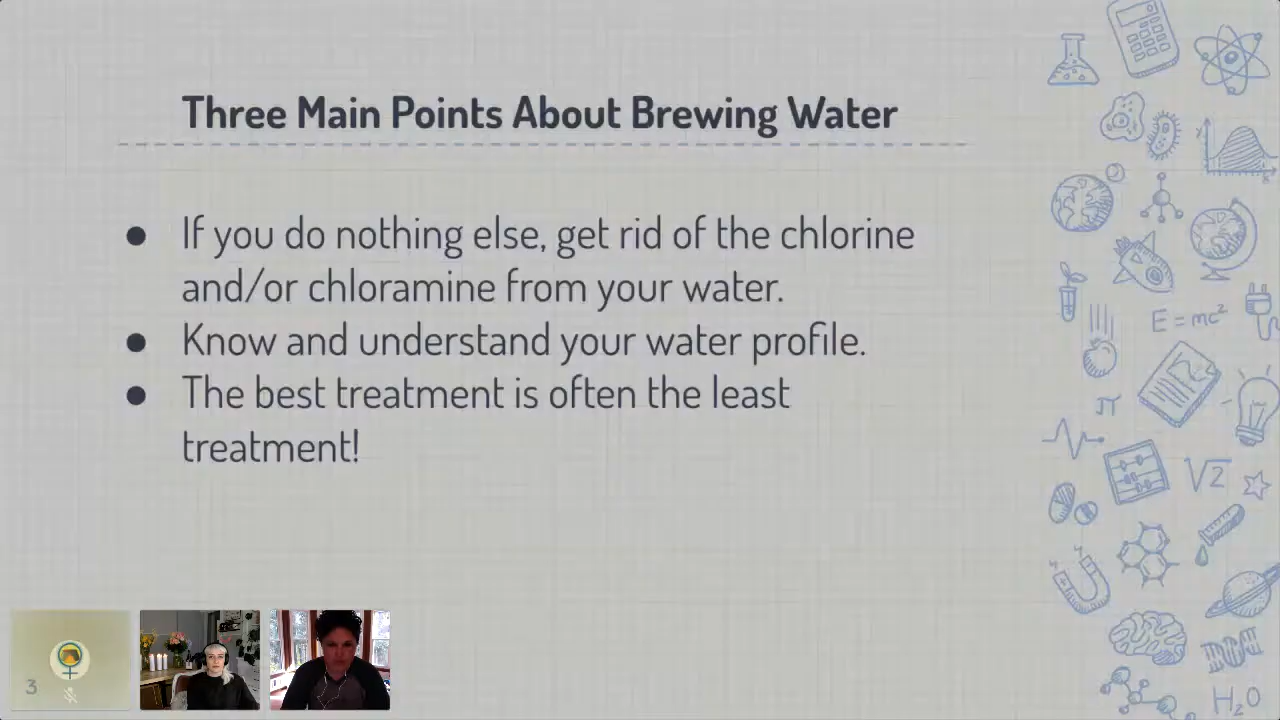 Three Main Points About Brewing Water
● If you do nothing else, get rid of the chlorine
and/or chloramine from your water.
● Know and understand your water profile.
● The best treatment is often the least
treatment!
E=mc²
π
√2
H₂O
3